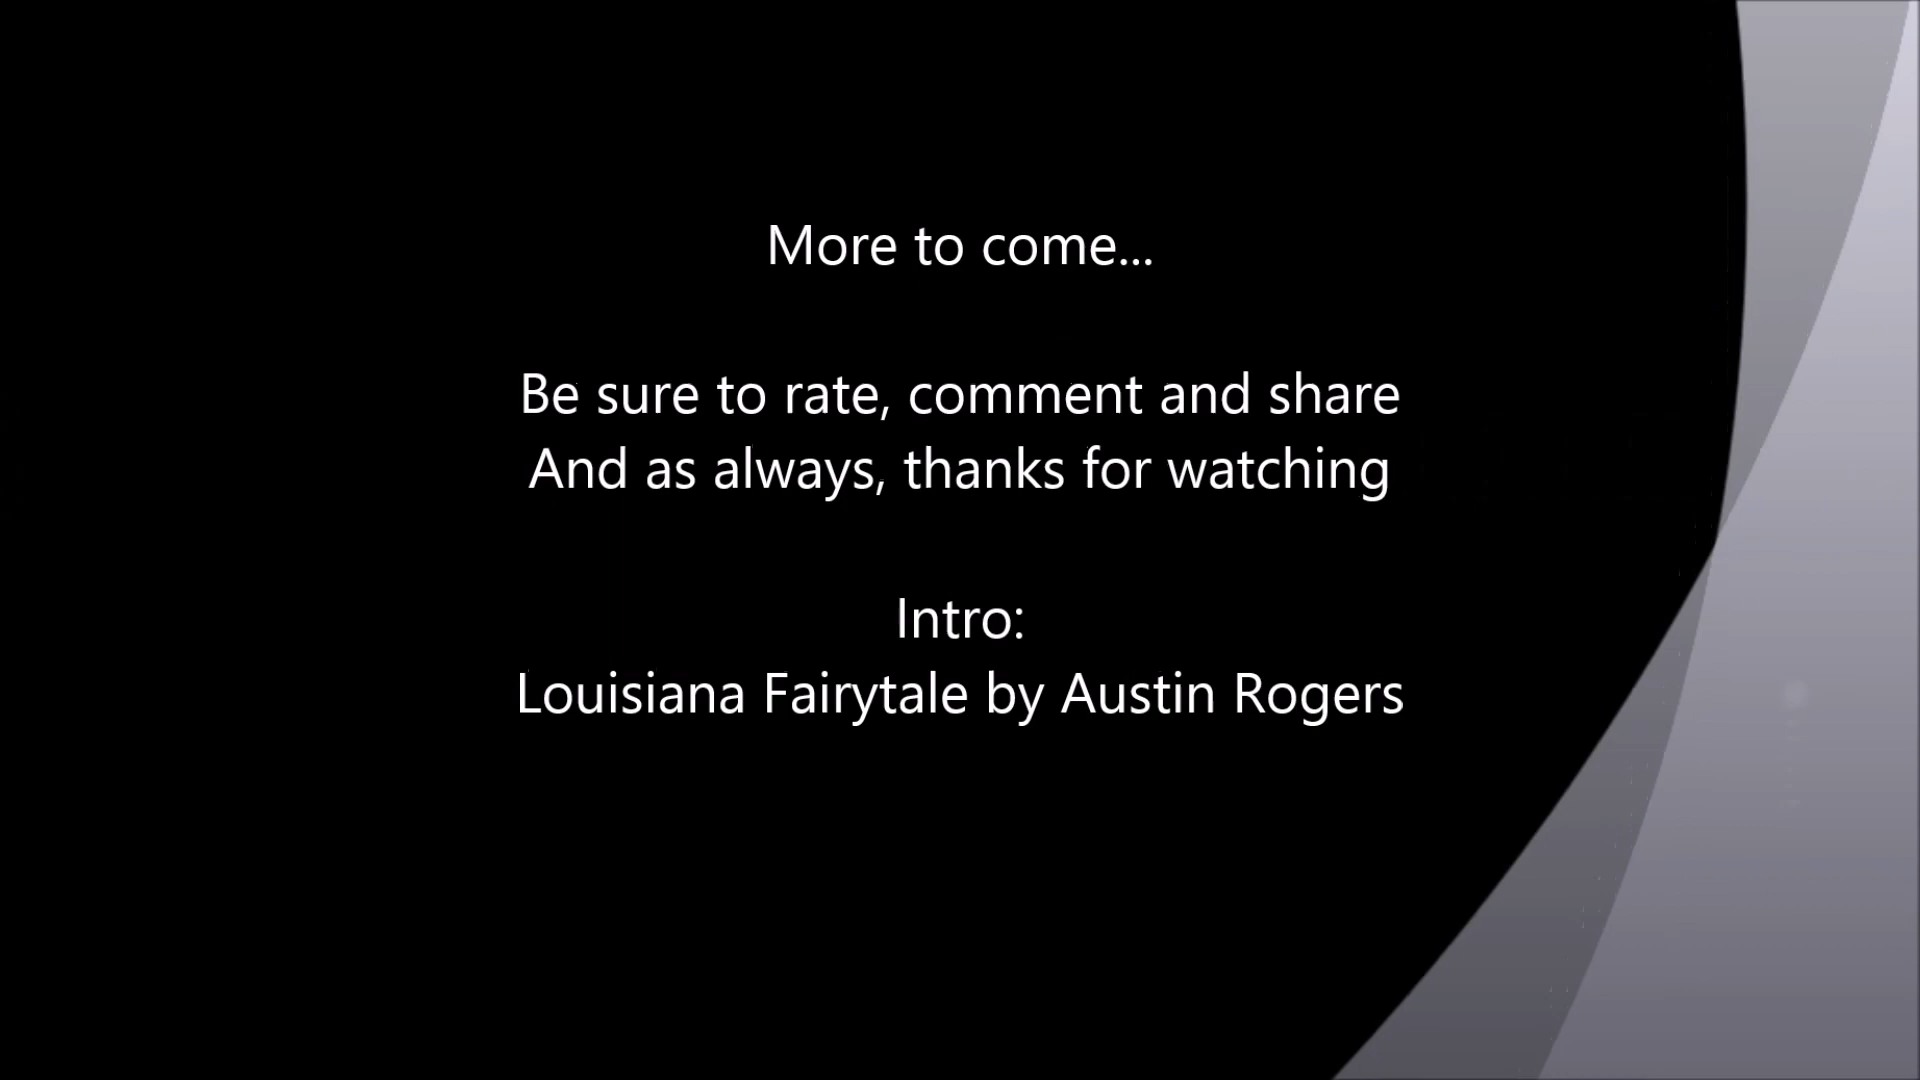 More to come...
Be sure to rate, comment and share
And as always, thanks for watching
Intro:
Louisiana Fairytale by Austin Rogers